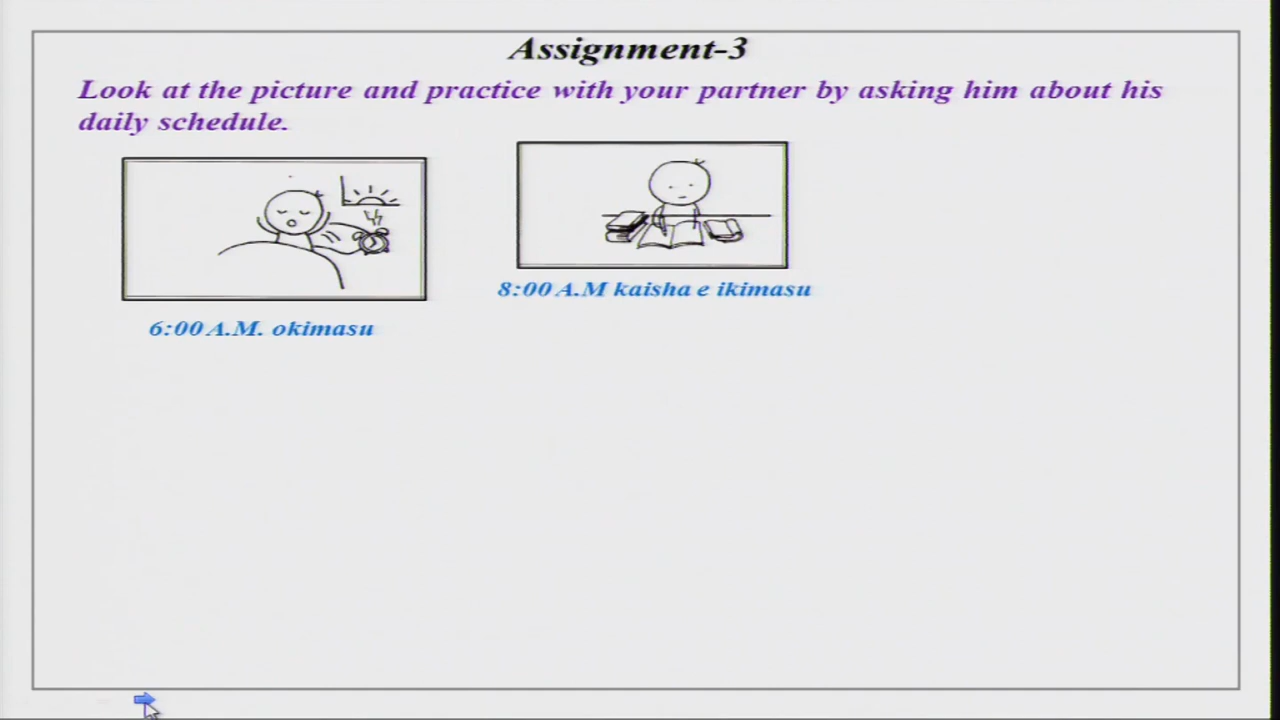 Assignment-3
Look at the picture and practice with your partner by asking him about his
daily schedule.
8:00 A.M kaisha e ikimasu
6:00 A.M. okimasu